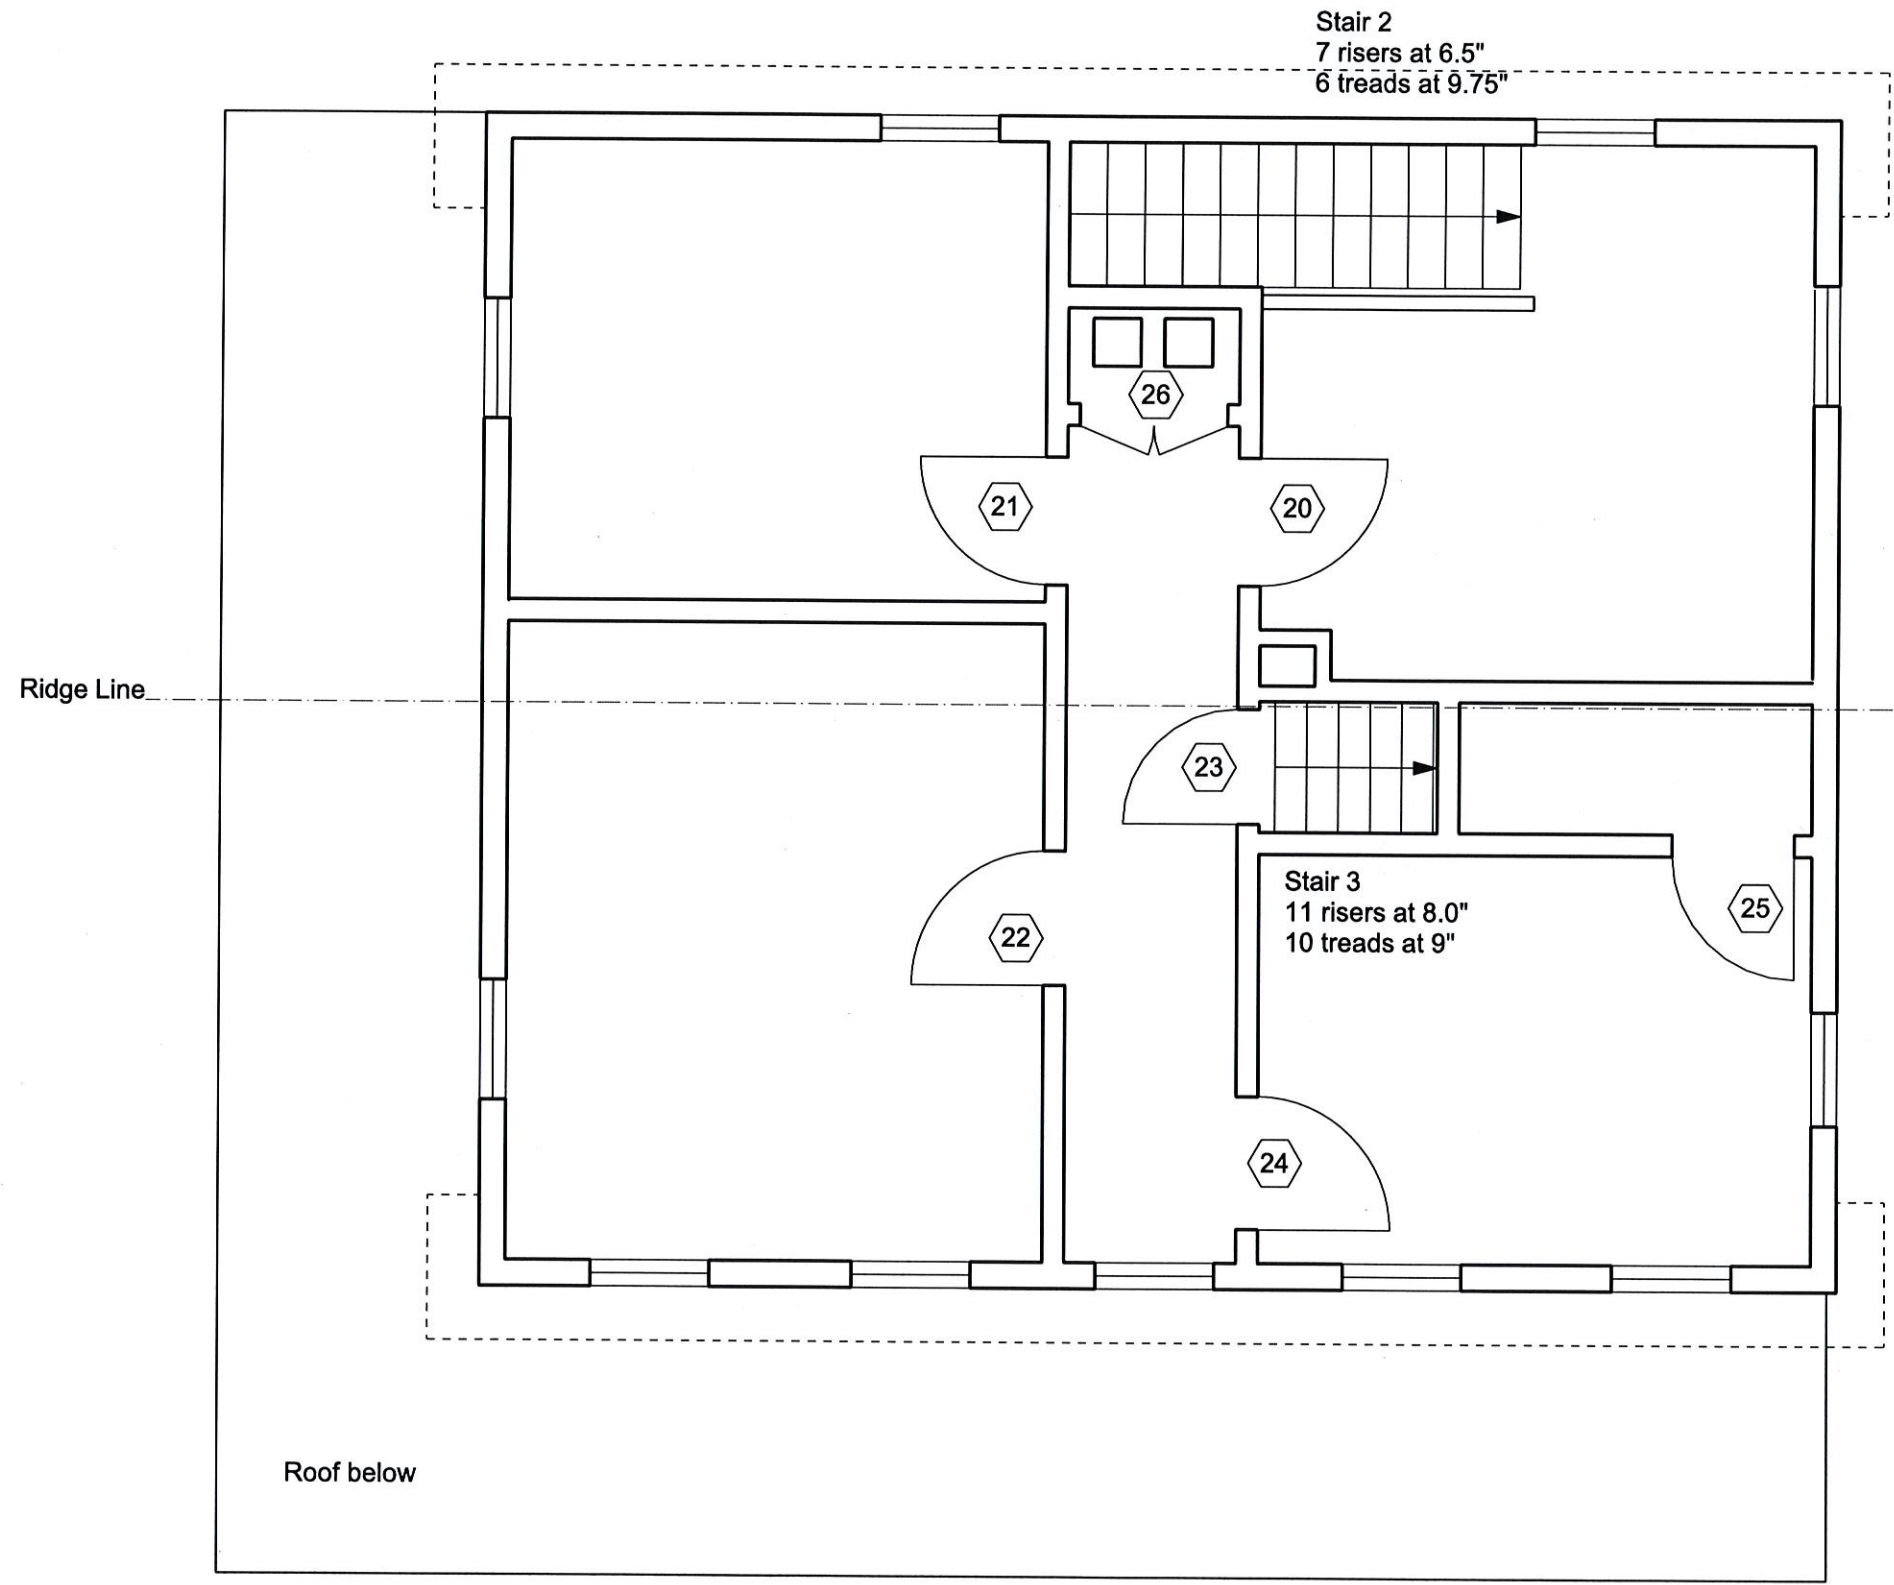 Stair 2
7 risers at 6.5"
6 treads at 9.75"
26
21
20
Ridge Line
23
Stair 3
11 risers at 8.0"
10 treads at 9"
25
22
24
Roof below